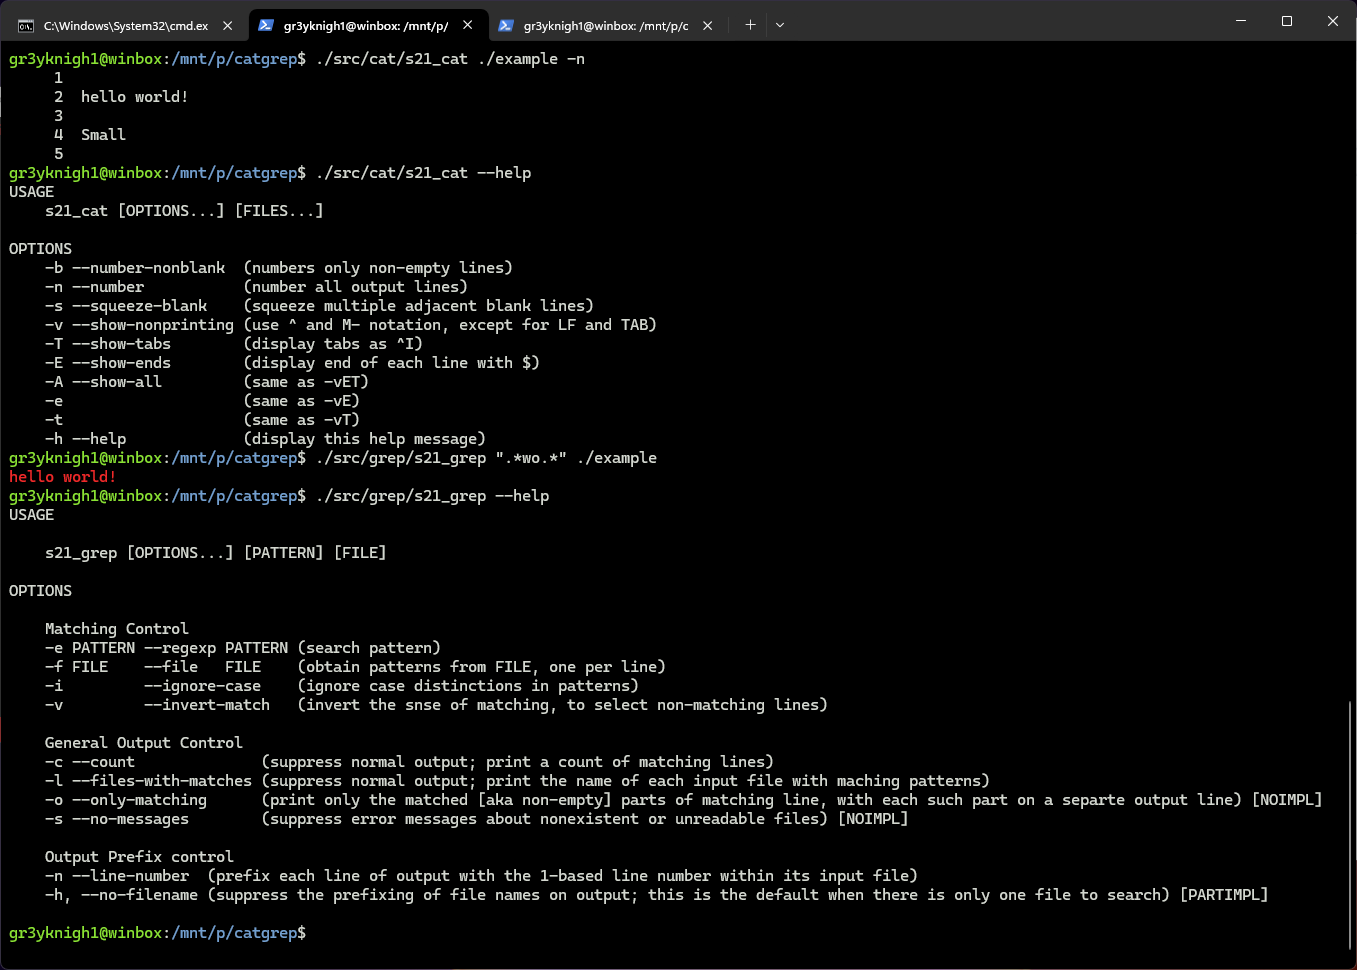 C:\Windows\System32\cmd.ex
gr3yknigh1@winbox: /mnt/p/
gr3yknigh1@winbox: /mnt/p/c
gr3yknigh1@winbox:/mnt/p/catgrep$ ./src/cat/s21_cat ./example -n
     1
     2  hello world!
     3
     4  Small
     5
gr3yknigh1@winbox:/mnt/p/catgrep$ ./src/cat/s21_cat --help
USAGE
    s21_cat [OPTIONS...] [FILES...]

OPTIONS
    -b --number-nonblank  (numbers only non-empty lines)
    -n --number           (number all output lines)
    -s --squeeze-blank    (squeeze multiple adjacent blank lines)
    -v --show-nonprinting (use ^ and M- notation, except for LF and TAB)
    -T --show-tabs        (display tabs as ^I)
    -E --show-ends        (display end of each line with $)
    -A --show-all         (same as -vET)
    -e                    (same as -vE)
    -t                    (same as -vT)
    -h --help             (display this help message)
gr3yknigh1@winbox:/mnt/p/catgrep$ ./src/grep/s21_grep ".*wo.*" ./example
hello world!
gr3yknigh1@winbox:/mnt/p/catgrep$ ./src/grep/s21_grep --help
USAGE

    s21_grep [OPTIONS...] [PATTERN] [FILE]

OPTIONS

    Matching Control
    -e PATTERN --regexp PATTERN (search pattern)
    -f FILE    --file   FILE    (obtain patterns from FILE, one per line)
    -i         --ignore-case    (ignore case distinctions in patterns)
    -v         --invert-match   (invert the snse of matching, to select non-matching lines)

    General Output Control
    -c --count              (suppress normal output; print a count of matching lines)
    -l --files-with-matches (suppress normal output; print the name of each input file with maching patterns)
    -o --only-matching      (print only the matched [aka non-empty] parts of matching line, with each such part on a separte output line) [NOIMPL]
    -s --no-messages        (suppress error messages about nonexistent or unreadable files) [NOIMPL]

    Output Prefix control
    -n --line-number  (prefix each line of output with the 1-based line number within its input file)
    -h, --no-filename (suppress the prefixing of file names on output; this is the default when there is only one file to search) [PARTIMPL]

gr3yknigh1@winbox:/mnt/p/catgrep$